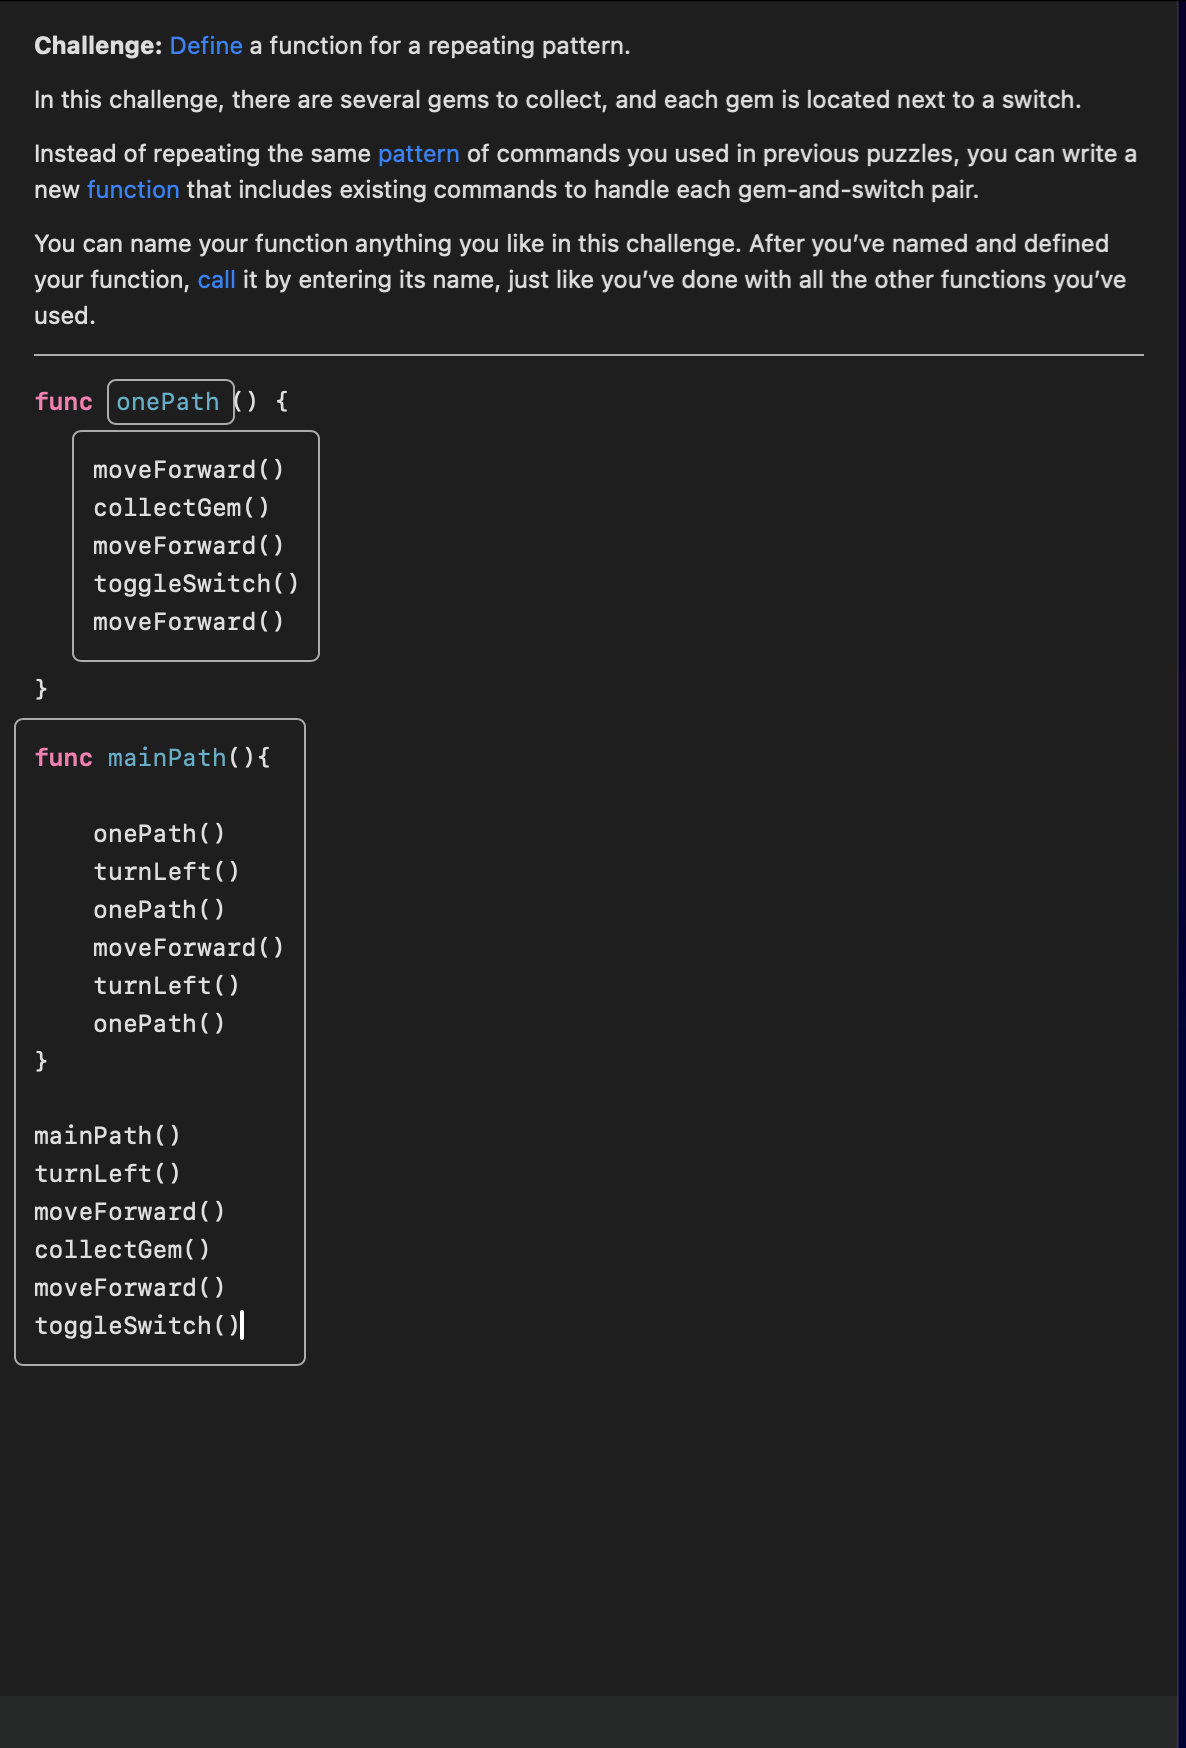 Challenge: Define a function for a repeating pattern.
In this challenge, there are several gems to collect, and each gem is located next to a switch.
Instead of repeating the same pattern of commands you used in previous puzzles, you can write a
new function that includes existing commands to handle each gem-and-switch pair.
You can name your function anything you like in this challenge. After you’ve named and defined
your function, call it by entering its name, just like you’ve done with all the other functions you’ve
used.
func onePath() {
moveForward()
collectGem()
moveForward()
toggleSwitch()
moveForward()
}
func mainPath(){
onePath()
turnLeft()
onePath()
moveForward()
turnLeft()
onePath()
}
mainPath()
turnLeft()
moveForward()
collectGem()
moveForward()
toggleSwitch()